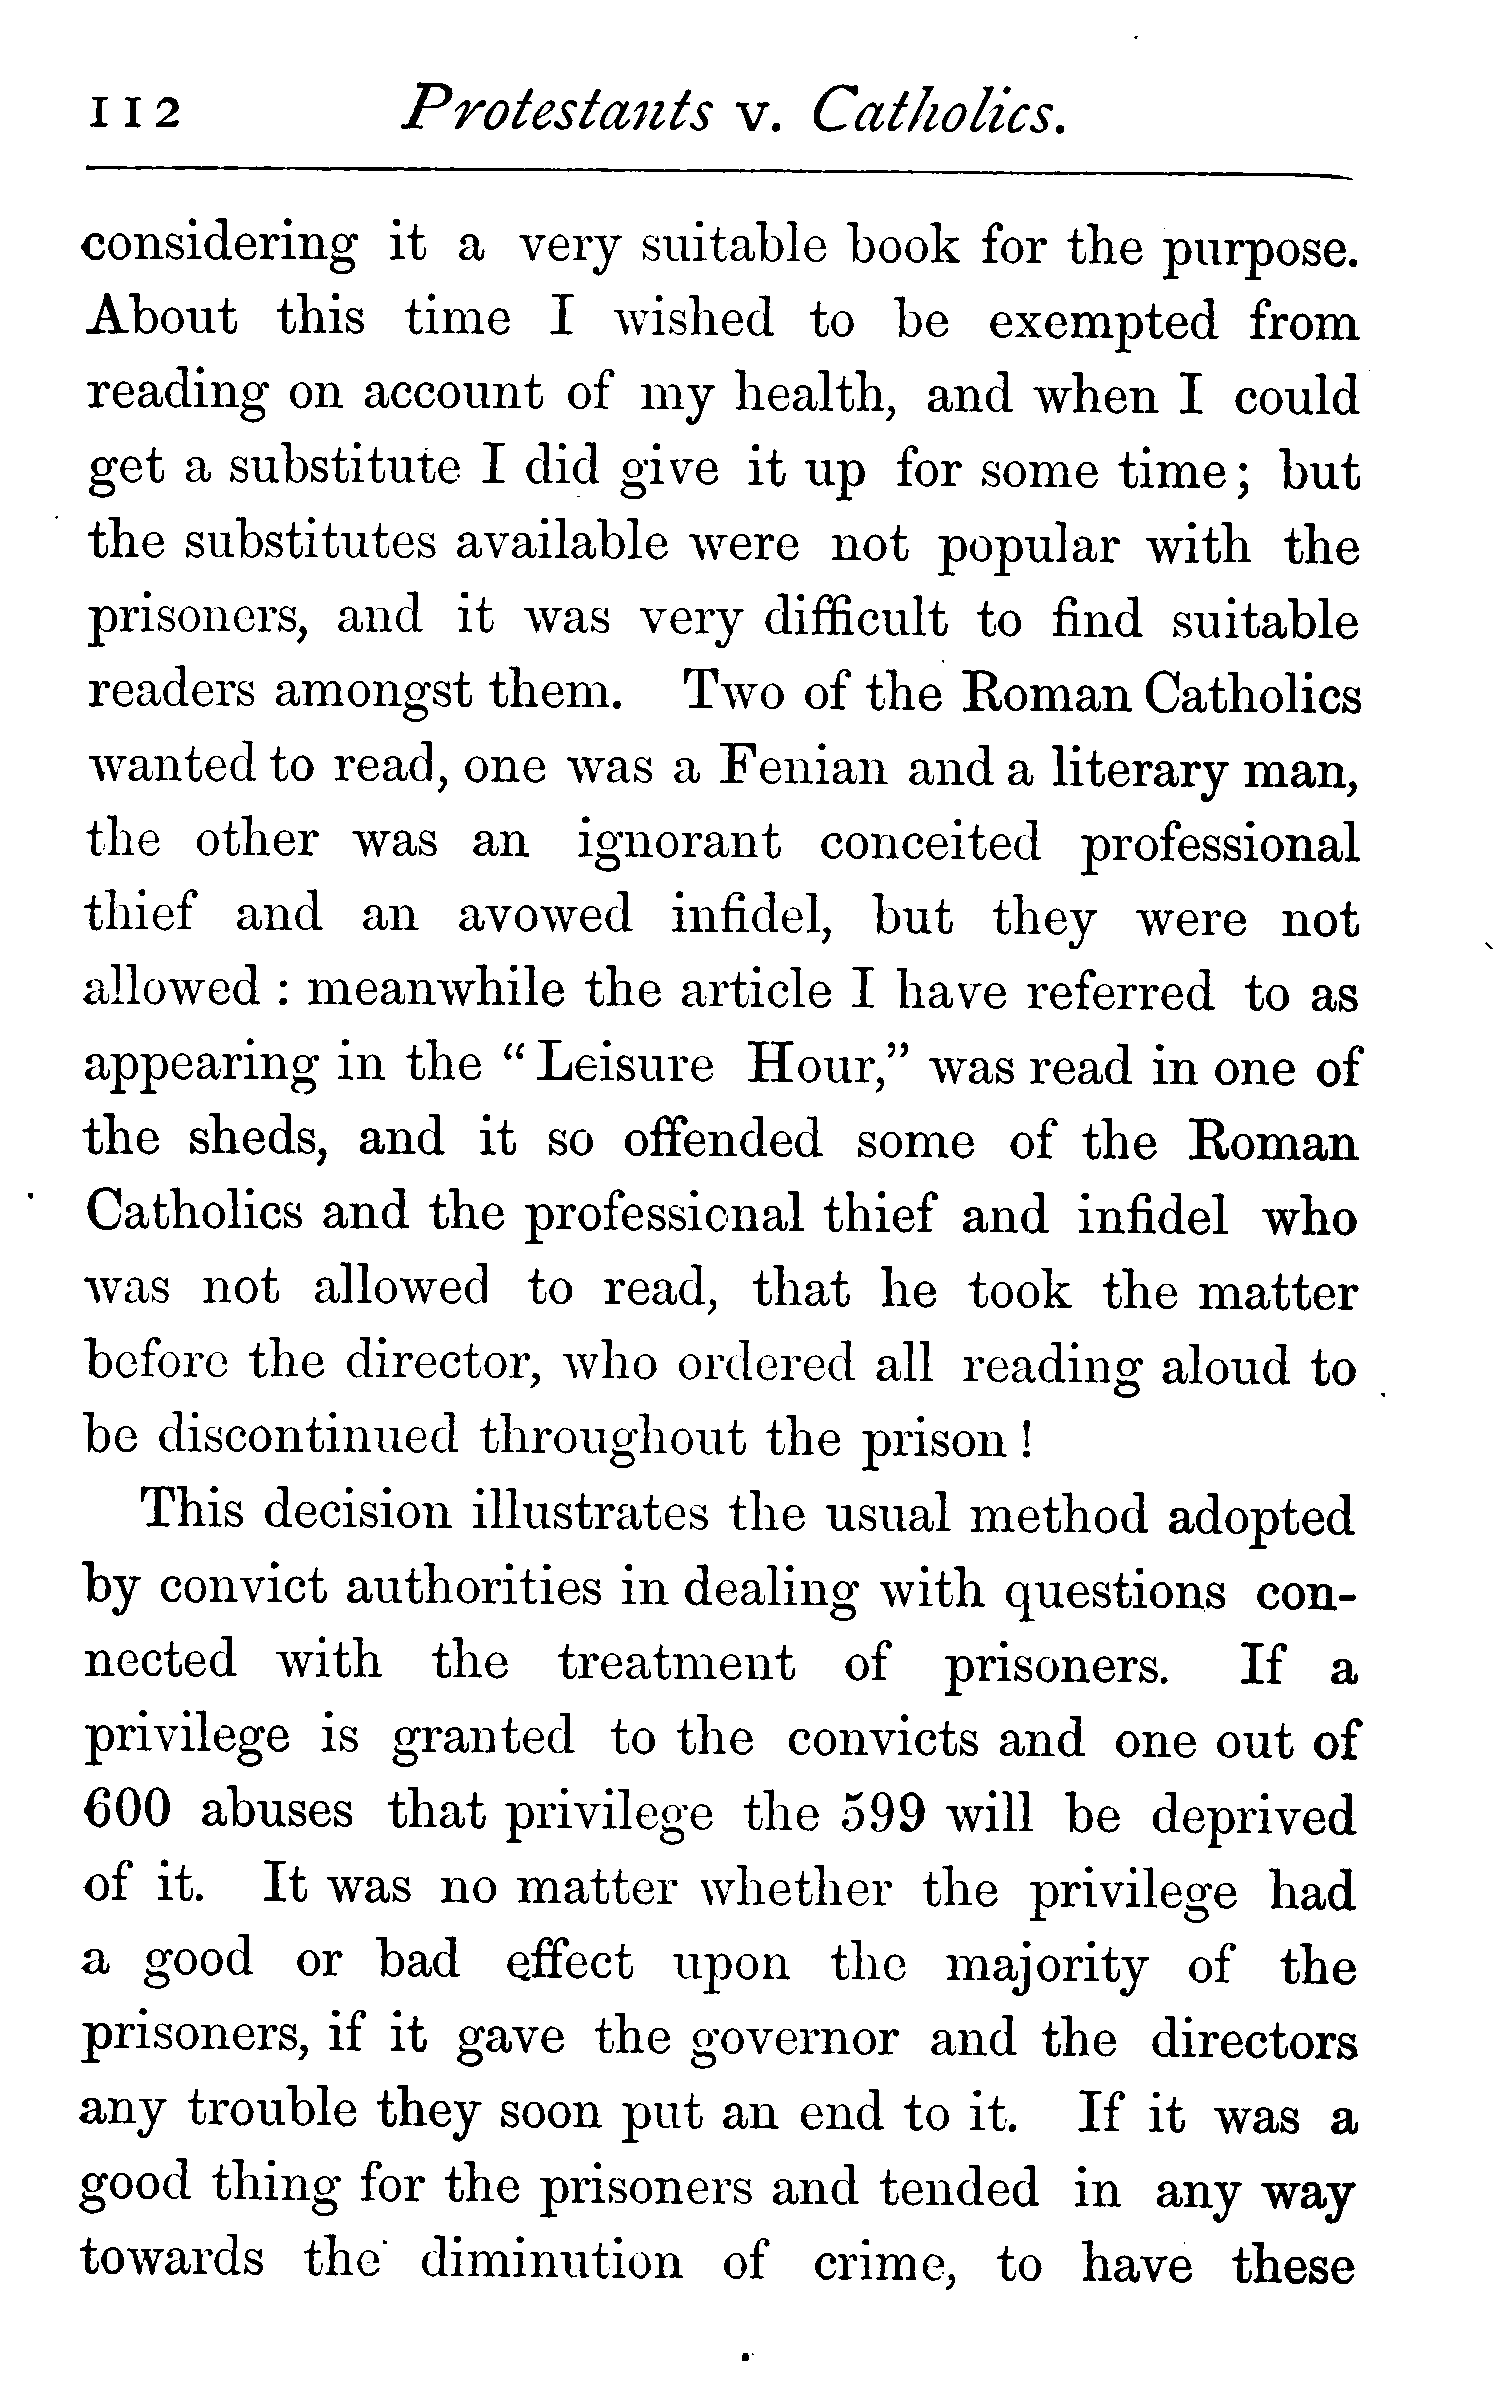 112 Protestants v. Catholics.
considering it a very suitable book for the purpose.
About this time I wished to be exempted from
reading on account of my health, and when I could
get a substitute I did give it up for some time; but
the substitutes available were not popular with the
prisoners, and it was very difficult to find suitable
readers amongst them. Two of the Roman Catholics
wanted to read, one was a Fenian and a literary man,
the other was an ignorant conceited professional
thief and an avowed infidel, but they were not
allowed : meanwhile the article I have referred to as
appearing in the “Leisure Hour,” was read in one of
the sheds, and it so offended some of the Roman
Catholics and the professional thief and infidel who
was not allowed to read, that he took the matter
before the director, who ordered all reading aloud to
be discontinued throughout the prison !
This decision illustrates the usual method adopted
by convict authorities in dealing with questions con-
nected with the treatment of prisoners. If a
privilege is granted to the convicts and one out of
600 abuses that privilege the 599 will be deprived
of it. It was no matter whether the privilege had
a good or bad effect upon the majority of the
prisoners, if it gave the governor and the directors
any trouble they soon put an end to it. If it was a
good thing for the prisoners and tended in any way
towards the diminution of crime, to have these